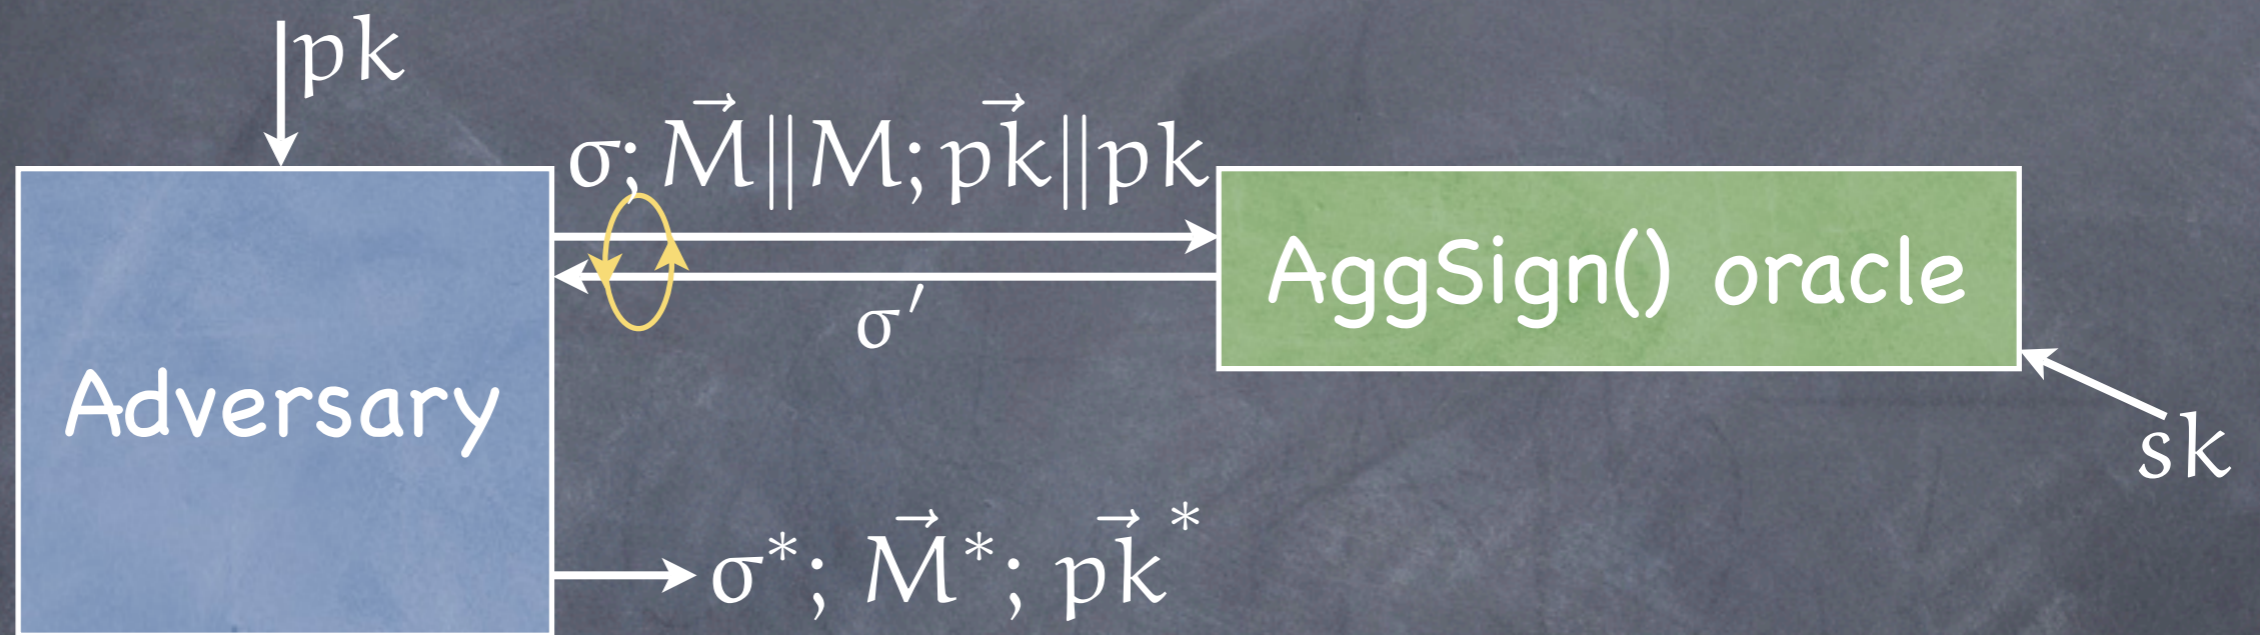 pk
σ; M⃗||M; pk⃗||pk
AggSign() oracle
σ′
Adversary
sk
σ*; M⃗*; pk⃗*